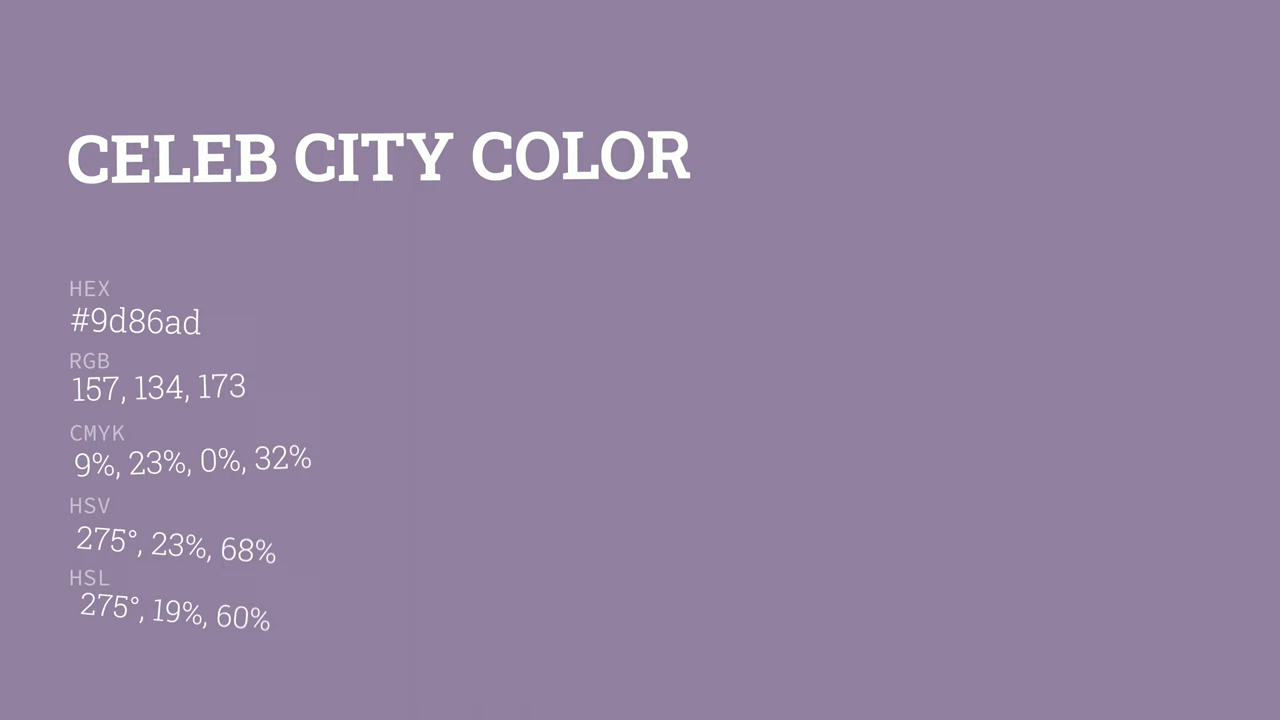 CELEB CITY COLOR
HEX
#9d86ad
RGB
157, 134, 173
CMYK
9%, 23%, 0%, 32%
HSV
275°, 23%, 68%
HSL
275°, 19%, 60%